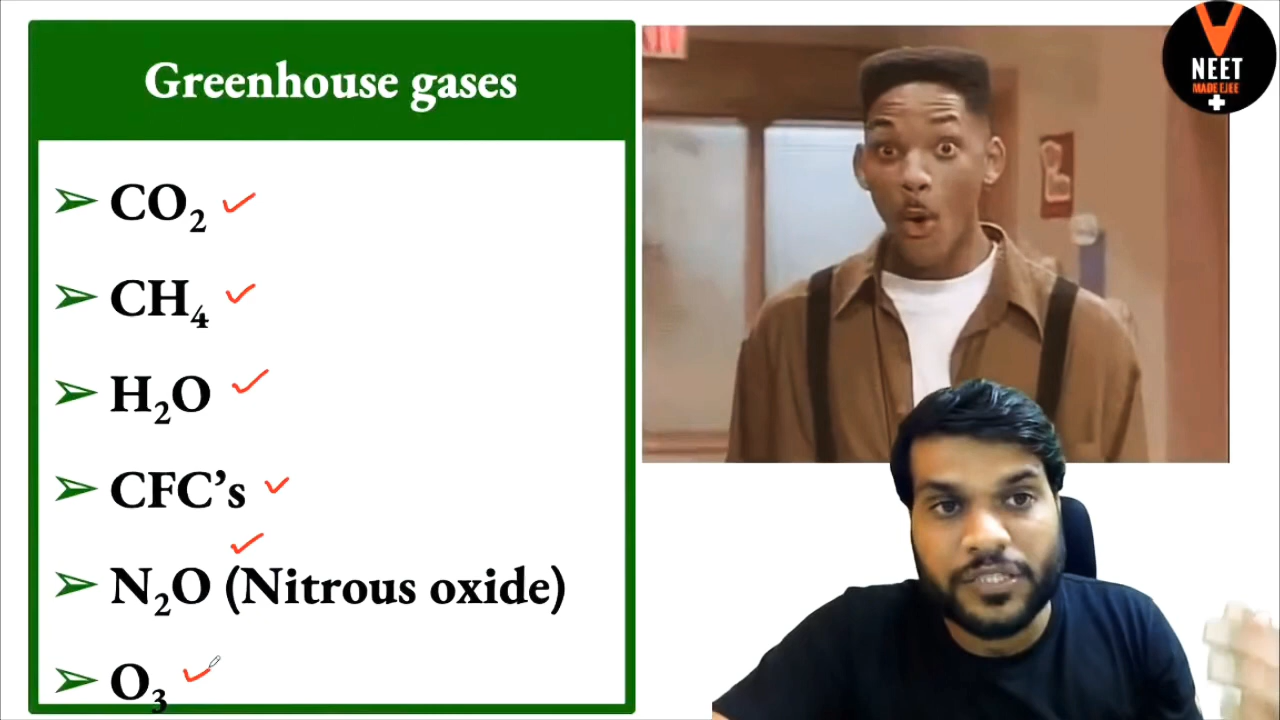 Greenhouse gases
➢ CO₂
➢ CH₄
➢ H₂O
➢ CFC’s
➢ N₂O (Nitrous oxide)
➢ O₃
NEET
MADE EJEE